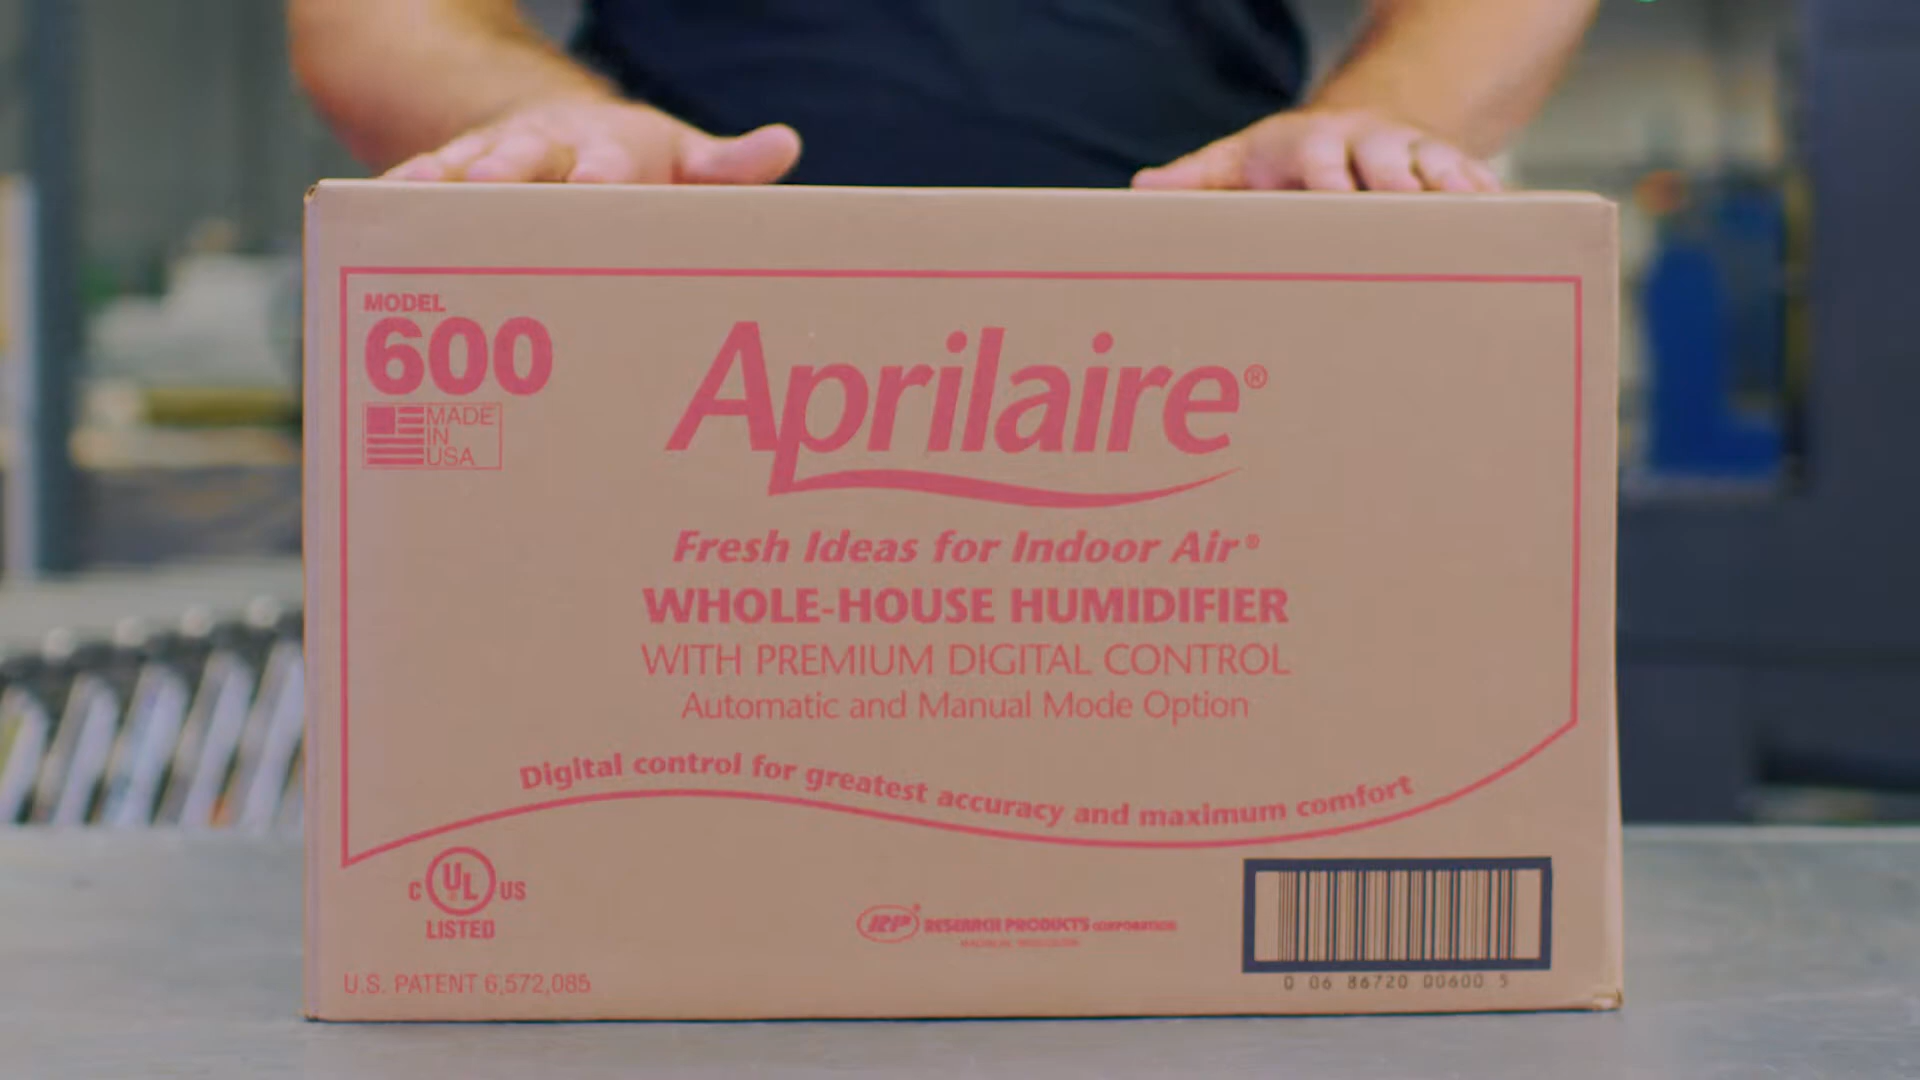 MODEL
600
MADE
IN
USA
Aprilaire®
Fresh Ideas for Indoor Air®
WHOLE-HOUSE HUMIDIFIER
WITH PREMIUM DIGITAL CONTROL
Automatic and Manual Mode Option
Digital control for greatest accuracy and maximum comfort
C UL US
LISTED
RP® RESEARCH PRODUCTS CORPORATION
U.S. PATENT 6,572,085
0 06 86720 00600 5